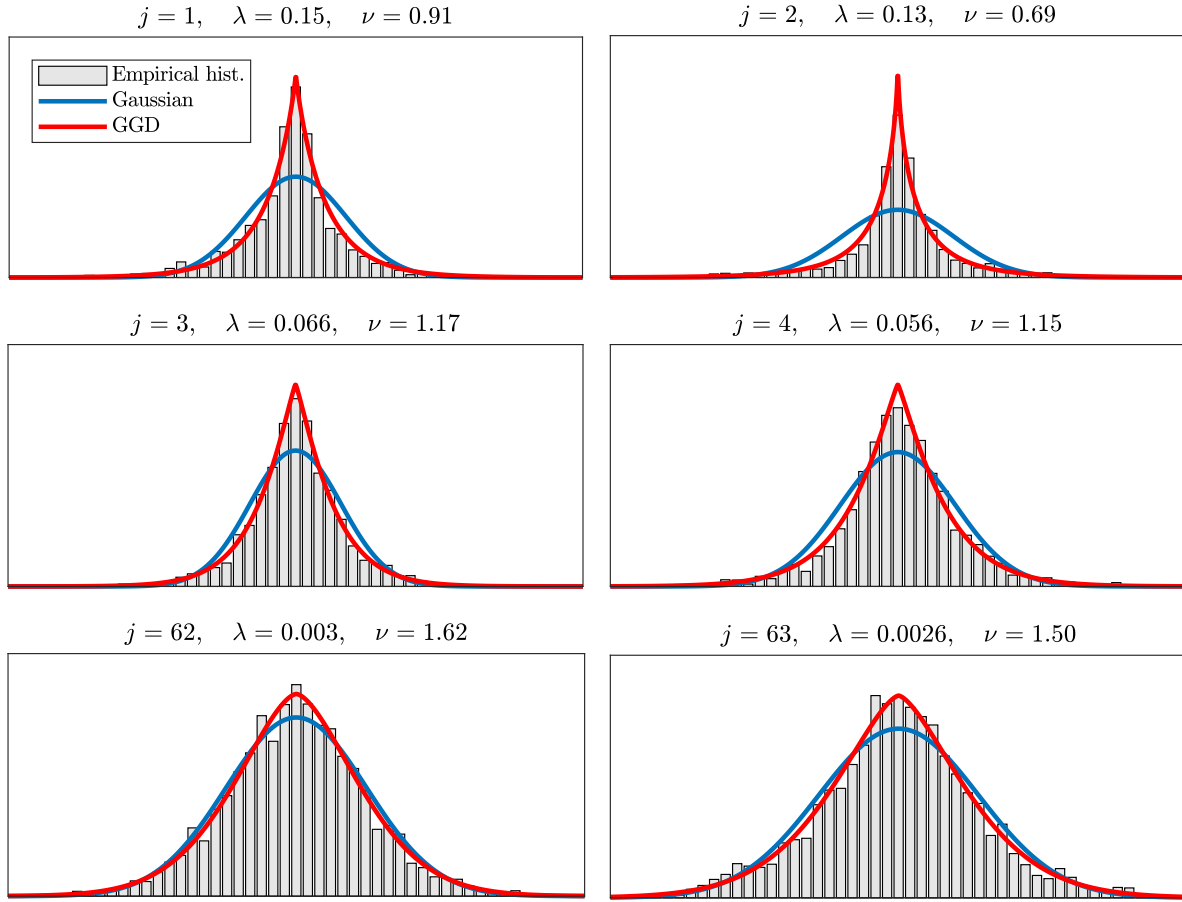 j = 1, λ = 0.15, ν = 0.91
Empirical hist.
Gaussian
GGD
j = 2, λ = 0.13, ν = 0.69
j = 3, λ = 0.066, ν = 1.17
j = 4, λ = 0.056, ν = 1.15
j = 62, λ = 0.003, ν = 1.62
j = 63, λ = 0.0026, ν = 1.50